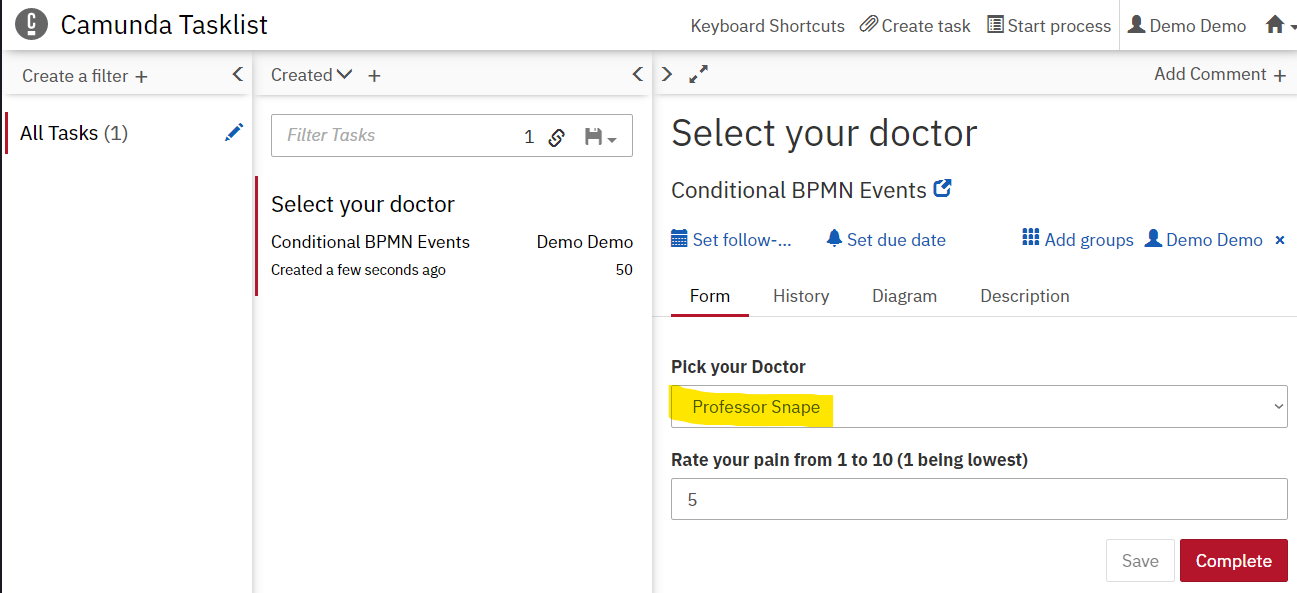 Camunda Tasklist
Keyboard Shortcuts Create task Start process Demo Demo
Create a filter +
Created +
Add Comment +
All Tasks (1)
Filter Tasks 1
Select your doctor
Conditional BPMN Events Demo Demo
Created a few seconds ago 50
Select your doctor
Conditional BPMN Events
Set follow-... Set due date Add groups Demo Demo ×
Form History Diagram Description
Pick your Doctor
Professor Snape
Rate your pain from 1 to 10 (1 being lowest)
5
Save Complete